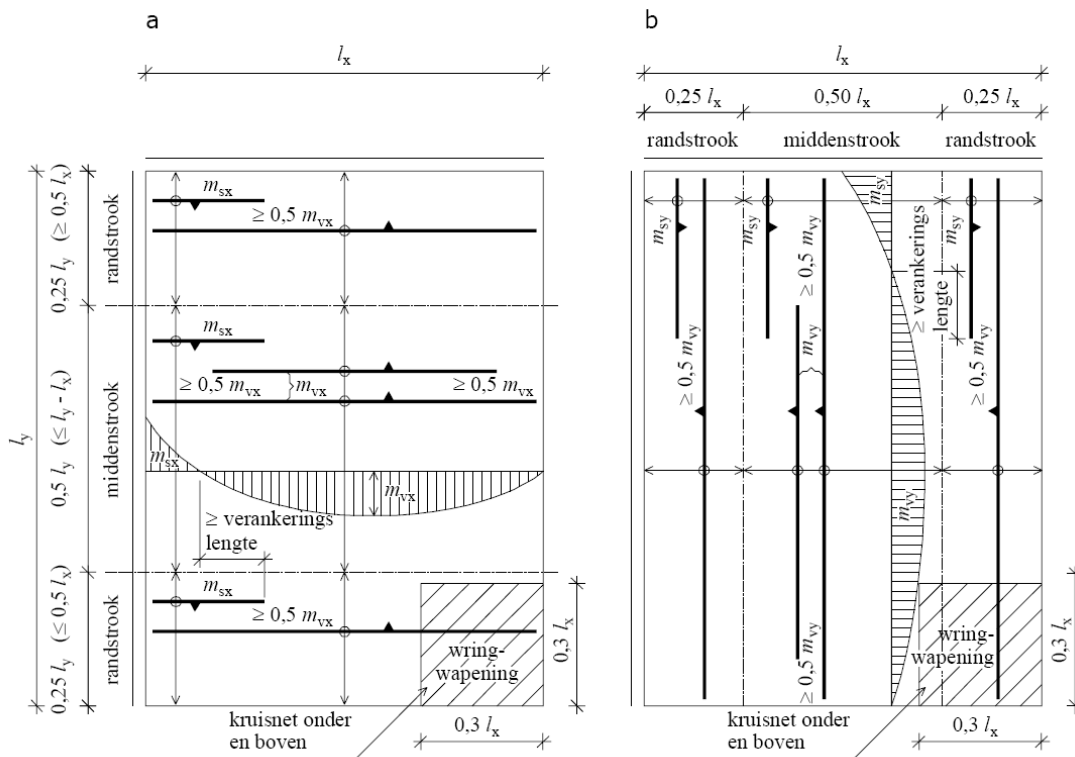 a
l_x
l_y
0,25 l_y (≥ 0,5 l_x)
randstrook
0,5 l_y (≤ l_y - l_x)
middenstrook
0,25 l_y (≤ 0,5 l_x)
randstrook
m_sx
≥ 0,5 m_vx
m_sx
≥ 0,5 m_vx
m_vx
≥ 0,5 m_vx
m_sx
m_vx
≥ verankerings
lengte
m_sx
≥ 0,5 m_vx
wring-
wapening
0,3 l_x
kruisnet onder
en boven
0,3 l_x
b
l_x
0,25 l_x
0,50 l_x
0,25 l_x
randstrook
middenstrook
randstrook
m_sy
≥ 0,5 m_vy
m_sy
≥ 0,5 m_vy
m_vy
≥ 0,5 m_vy
m_sy
m_vy
≥ verankerings
lengte
m_sy
≥ 0,5 m_vy
wring-
wapening
0,3 l_x
kruisnet onder
en boven
0,3 l_x